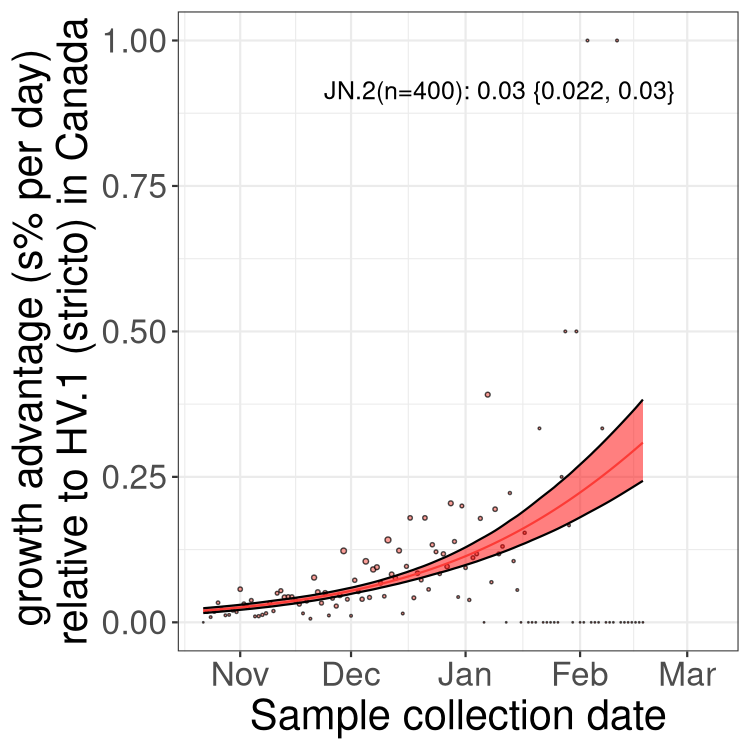 growth advantage (s% per day)
relative to HV.1 (stricto) in Canada
1.00
JN.2(n=400): 0.03 {0.022, 0.03}
0.75
0.50
0.25
0.00
Nov Dec Jan Feb Mar
Sample collection date